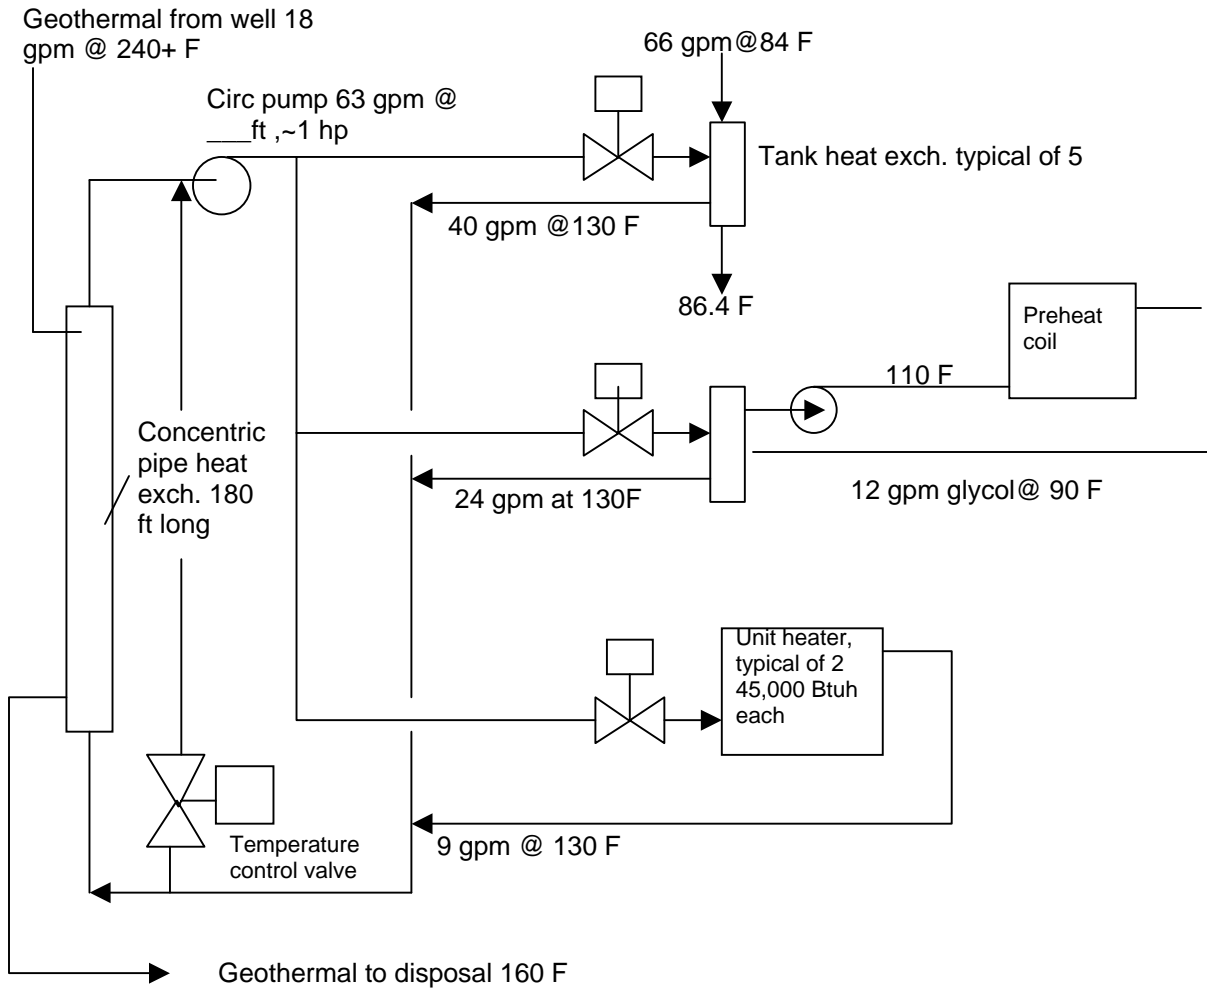 Geothermal from well 18
gpm @ 240+ F
66 gpm@84 F
Circ pump 63 gpm @
___ft ,~1 hp
Tank heat exch. typical of 5
40 gpm @130 F
86.4 F
Preheat
coil
110 F
Concentric
pipe heat
exch. 180
ft long
24 gpm at 130F
12 gpm glycol@ 90 F
Unit heater,
typical of 2
45,000 Btuh
each
Temperature
control valve
9 gpm @ 130 F
Geothermal to disposal 160 F